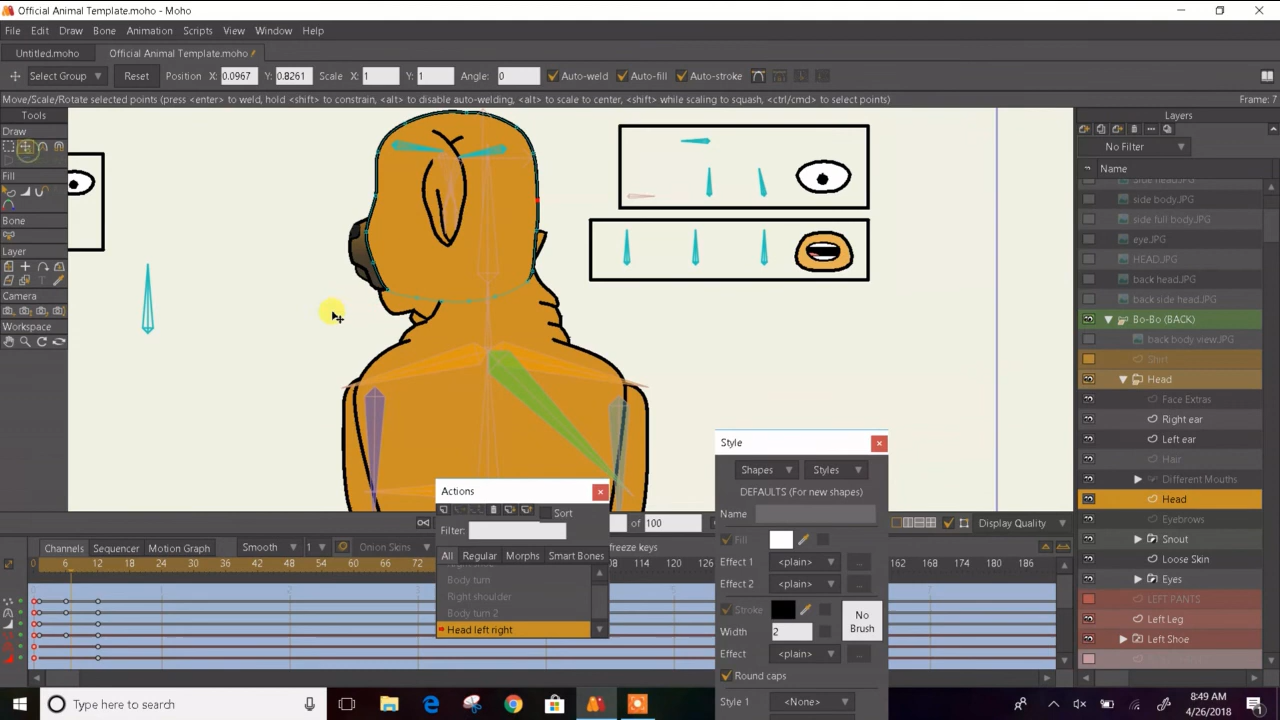 Official Animal Template.moho - Moho
File Edit Draw Bone Animation Scripts View Window Help
Untitled.moho Official Animal Template.moho
Select Group Reset Position X: 0.0967 Y: 0.8261 Scale X: 1 Y: 1 Angle: 0 Auto-weld Auto-fill Auto-stroke
Move/Scale/Rotate selected points (press <enter> to weld, hold <shift> to constrain, <alt> to disable auto-welding, <alt> to scale to center, <shift> while scaling to squash, <ctrl/cmd> to select points) Frame: 7
Tools
Draw
Fill
Bone
Layer
Camera
Workspace
Layers
No Filter
Name
side body.JPG
side full body.JPG
eye.JPG
HEAD.JPG
back head.JPG
back side head.JPG
Bo-Bo (BACK)
back body view.JPG
Shirt
Head
Face Extras
Right ear
Left ear
Hair
Different Mouths
Head
Eyebrows
Snout
Loose Skin
Eyes
LEFT PANTS
Left Leg
Left Shoe
Style
Shapes Styles
DEFAULTS (For new shapes)
Name
Fill
Effect 1 <plain> ...
Effect 2 <plain> ...
Stroke No Brush
Width 2
Effect <plain> ...
Round caps
Style 1 <None>
Actions
Sort
Filter:
All Regular Morphs Smart Bones
Body turn
Right shoulder
Body turn 2
Head left right
of 100
Display Quality
Channels Sequencer Motion Graph Smooth 1 Onion Skins
freeze keys
0 6 12 18 24 30 36 42 48 54 60 66 72
120 126 132 138 144 150 156 162 168 174 180 186
Type here to search
8:49 AM
4/26/2018